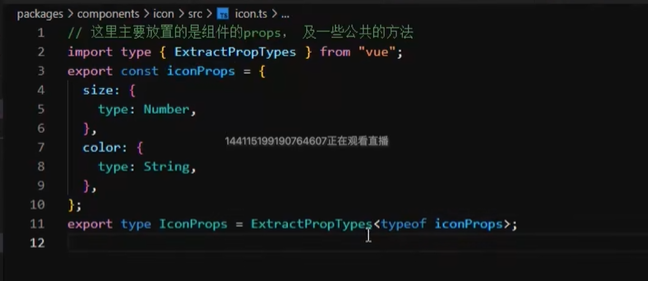 packages > components > icon > src > TS icon.ts > ...
1 // 这里主要放置的是组件的props， 及一些公共的方法
2 import type { ExtractPropTypes } from "vue";
3 export const iconProps = {
4 size: {
5 type: Number,
6 },
7 color: {
8 type: String,
9 },
10 };
11 export type IconProps = ExtractPropTypes<typeof iconProps>;
12
144115199190764607正在观看直播